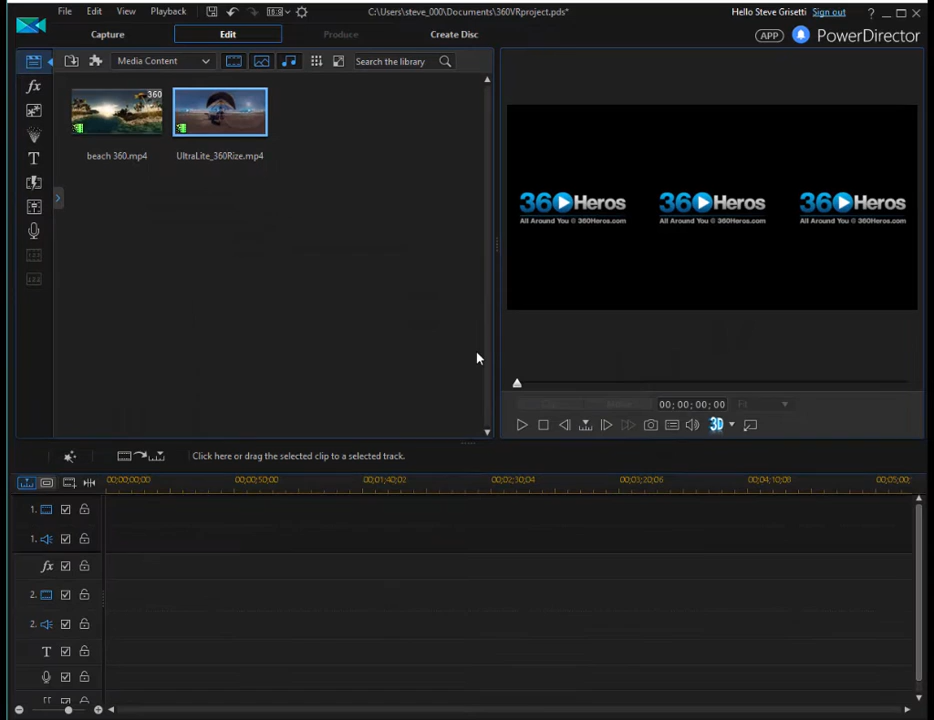 File Edit View Playback C:\Users\steve_000\Documents\360VRproject.pds* Hello Steve Grisetti Sign out ?
Capture Edit Produce Create Disc APP PowerDirector
Media Content Search the library
fx
360
T
beach 360.mp4 UltraLite_360Rize.mp4
360Heros 360Heros 360Heros
All Around You @ 360Heros.com All Around You @ 360Heros.com All Around You @ 360Heros.com
00;00;00;00 Fit
3D
Click here or drag the selected clip to a selected track.
00;00;00;00 00;00;50;00 00;01;40;02 00;02;30;04 00;03;20;06 00;04;10;08 00;05;00;
1.
1.
fx
2.
2.
T